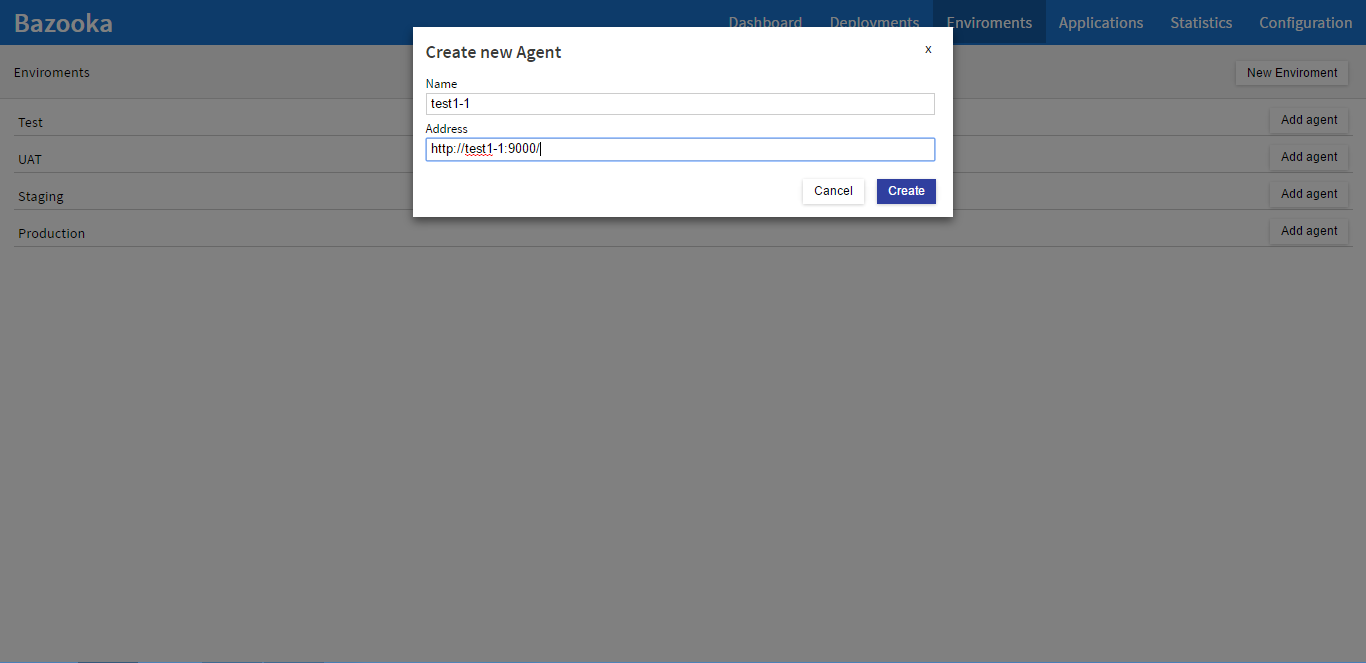 Bazooka
Dashboard Deployments Enviroments Applications Statistics Configuration
Create new Agent x
Enviroments
New Enviroment
Name
test1-1
Test
Add agent
Address
http://test1-1:9000/
UAT
Add agent
Cancel Create
Staging
Add agent
Production
Add agent